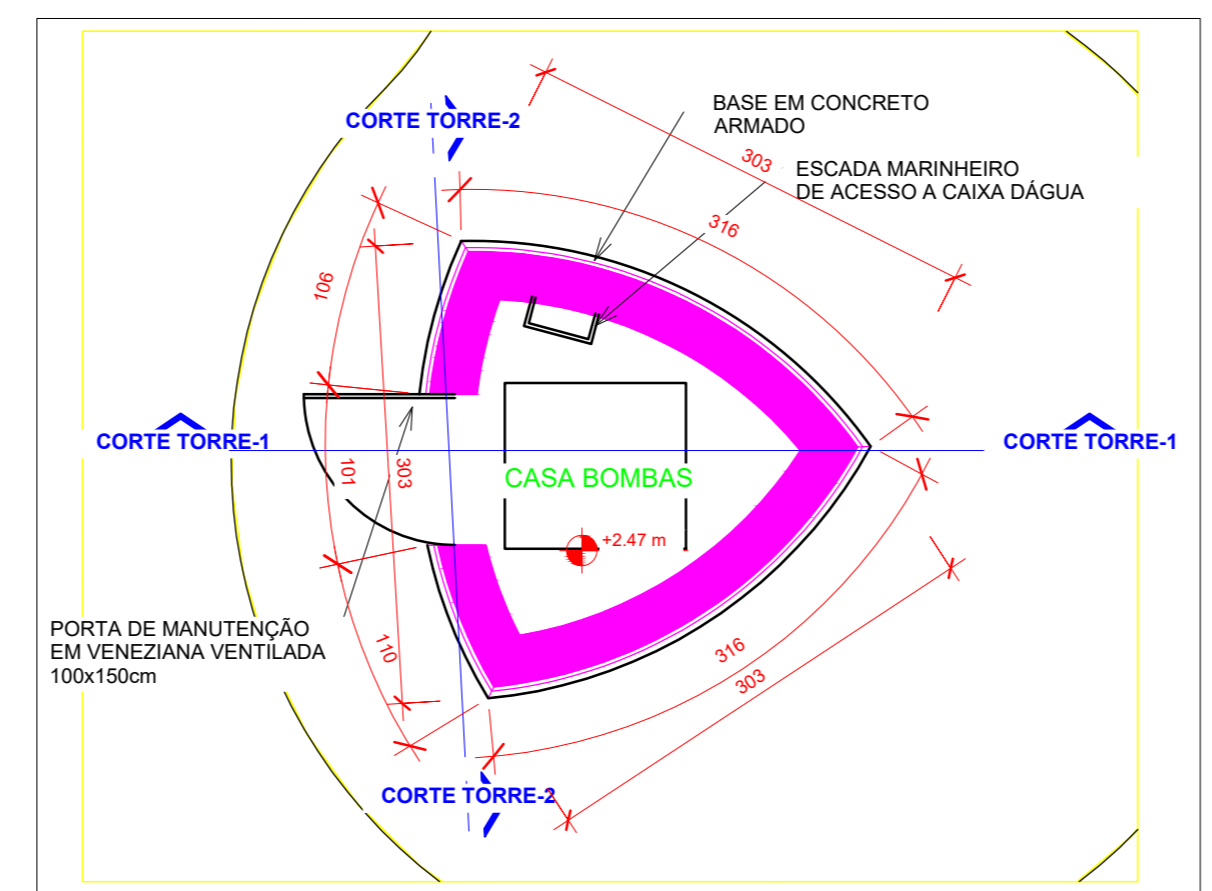 BASE EM CONCRETO
ARMADO
CORTE TORRE-2
303
ESCADA MARINHEIRO
DE ACESSO A CAIXA DÁGUA
316
106
CORTE TORRE-1
CORTE TORRE-1
101
303
CASA BOMBAS
+2.47 m
PORTA DE MANUTENÇÃO
EM VENEZIANA VENTILADA
100x150cm
110
316
303
CORTE TORRE-2